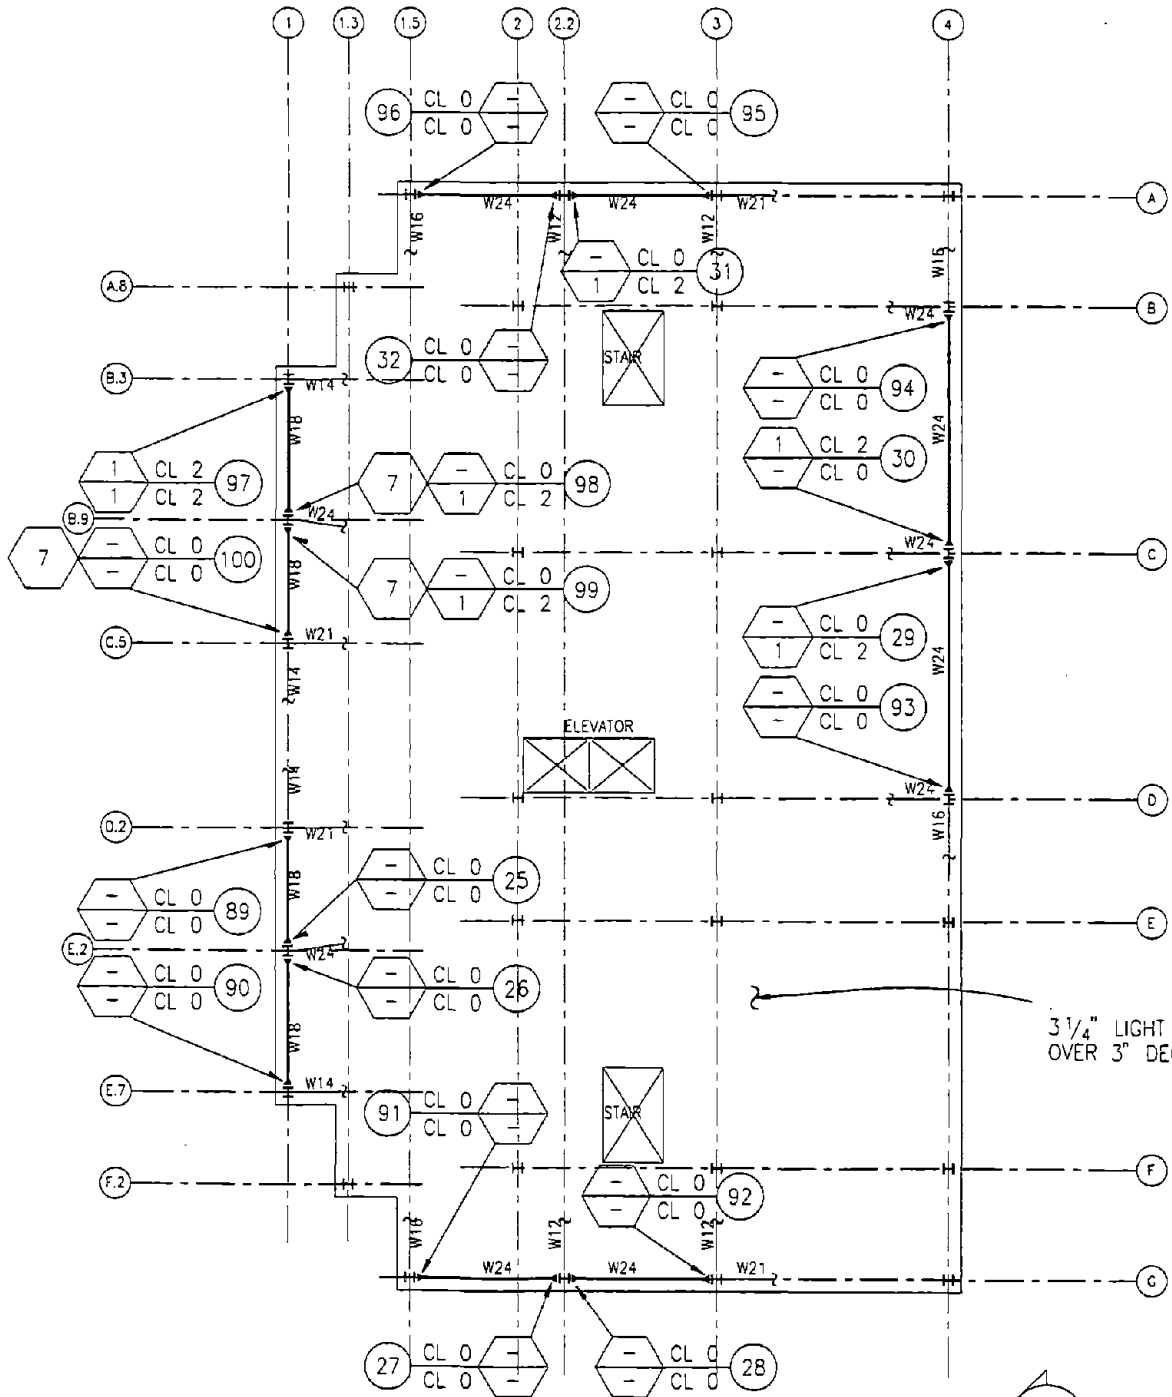 1 1.3 1.5 2 2.2 3 4
96 CL 0 - - CL 0 95
CL 0 - - CL 0
A
W24 W24 W21
W16 W12 W12
W16
- CL 0 31
1 CL 2
A.8
B
W24
32 CL 0 -
CL 0 -
STAIR
B.3
W14
- CL 0 94
- CL 0
W18
W24
1 CL 2 30
- CL 0
1 CL 2 97
1 CL 2
7 - CL 0 98
1 CL 2
B.9
W24
W24
C
7 - CL 0 100
- CL 0
W18
7 - CL 0 99
1 CL 2
- CL 0 29
1 CL 2
C.5
W21
W24
W14
- CL 0 93
- CL 0
ELEVATOR
W14
W24
D
D.2
W21
W16
- CL 0 25
- CL 0
W18
- CL 0 89
- CL 0
E
E.2
W24
- CL 0 90
- CL 0
- CL 0 26
- CL 0
W18
3 1/4" LIGHT
OVER 3" DE
E.7
W14
91 CL 0 -
CL 0 -
STAIR
F
F.2
- CL 0 92
- CL 0
W16 W12 W12
W24 W24 W21
G
27 CL 0 - - CL 0 28
CL 0 - - CL 0